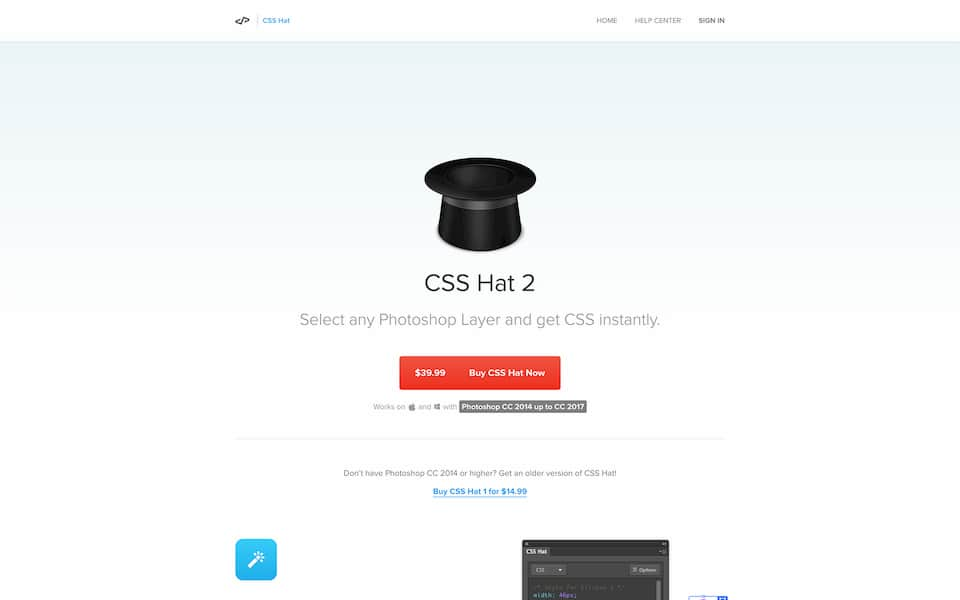 CSS Hat
HOME HELP CENTER SIGN IN
CSS Hat 2
Select any Photoshop Layer and get CSS instantly.
$39.99 Buy CSS Hat Now
Works on and with Photoshop CC 2014 up to CC 2017
Don't have Photoshop CC 2014 or higher? Get an older version of CSS Hat!
Buy CSS Hat 1 for $14.99
CSS Hat
CSS Options
width: 46px;